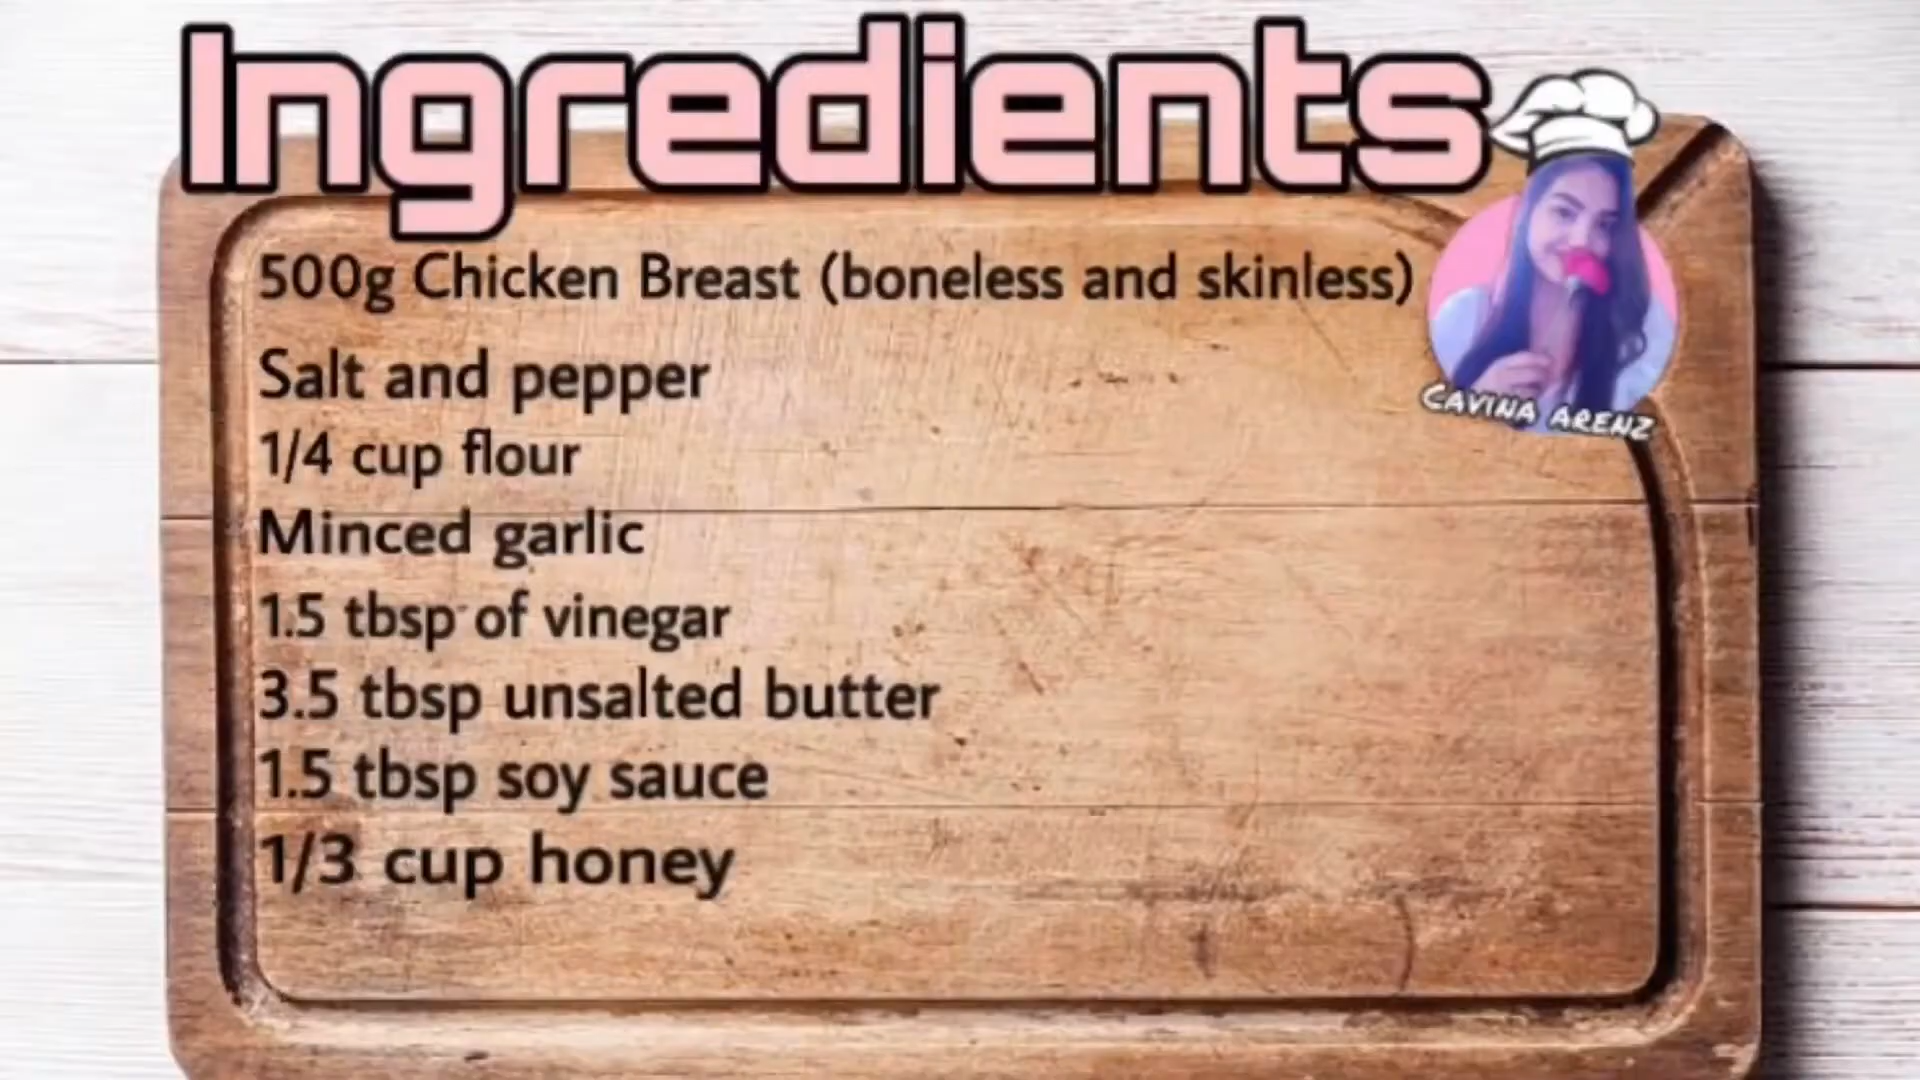 Ingredients
500g Chicken Breast (boneless and skinless)
Salt and pepper
1/4 cup flour
Minced garlic
1.5 tbsp of vinegar
3.5 tbsp unsalted butter
1.5 tbsp soy sauce
1/3 cup honey
CAVINA ARENZ